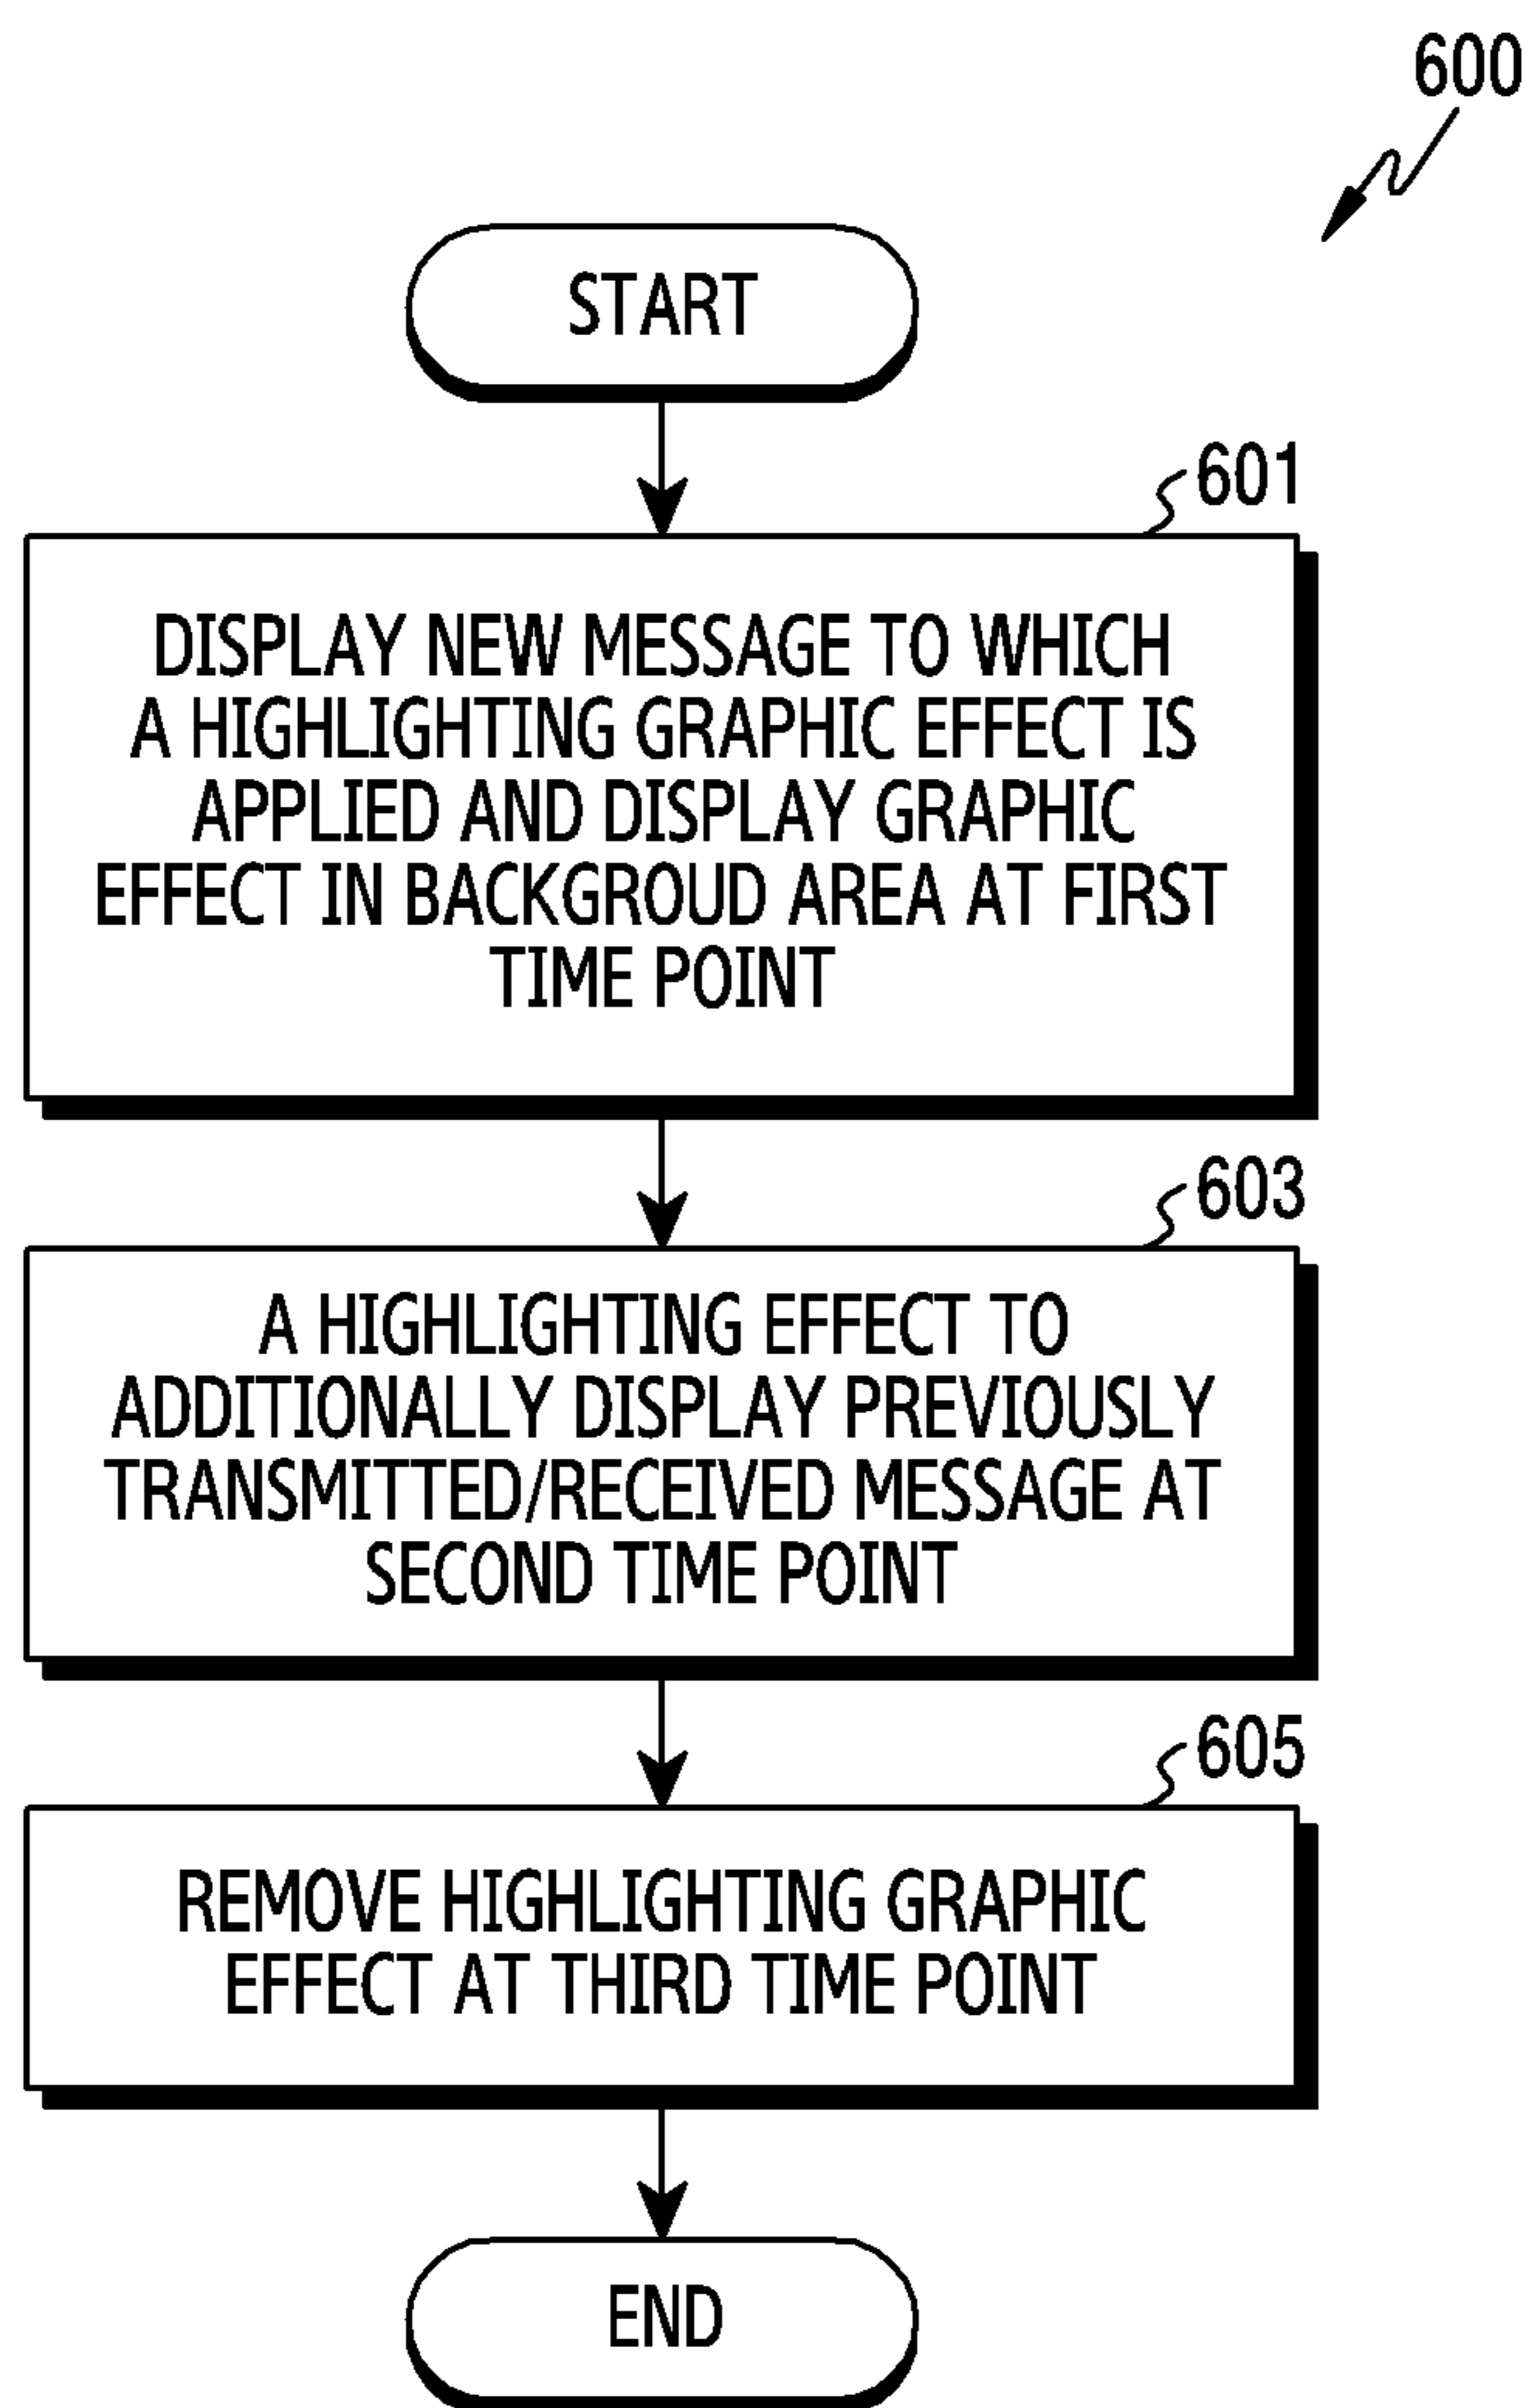 600
START
601
DISPLAY NEW MESSAGE TO WHICH
A HIGHLIGHTING GRAPHIC EFFECT IS
APPLIED AND DISPLAY GRAPHIC
EFFECT IN BACKGROUD AREA AT FIRST
TIME POINT
603
A HIGHLIGHTING EFFECT TO
ADDITIONALLY DISPLAY PREVIOUSLY
TRANSMITTED/RECEIVED MESSAGE AT
SECOND TIME POINT
605
REMOVE HIGHLIGHTING GRAPHIC
EFFECT AT THIRD TIME POINT
END